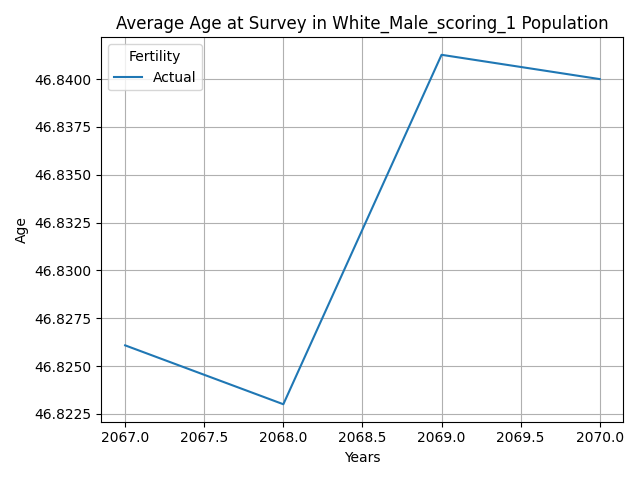 Average Age at Survey in White_Male_scoring_1 Population
Fertility
Actual
46.8400
46.8375
46.8350
46.8325
46.8300
46.8275
46.8250
46.8225
Age
2067.0 2067.5 2068.0 2068.5 2069.0 2069.5 2070.0
Years